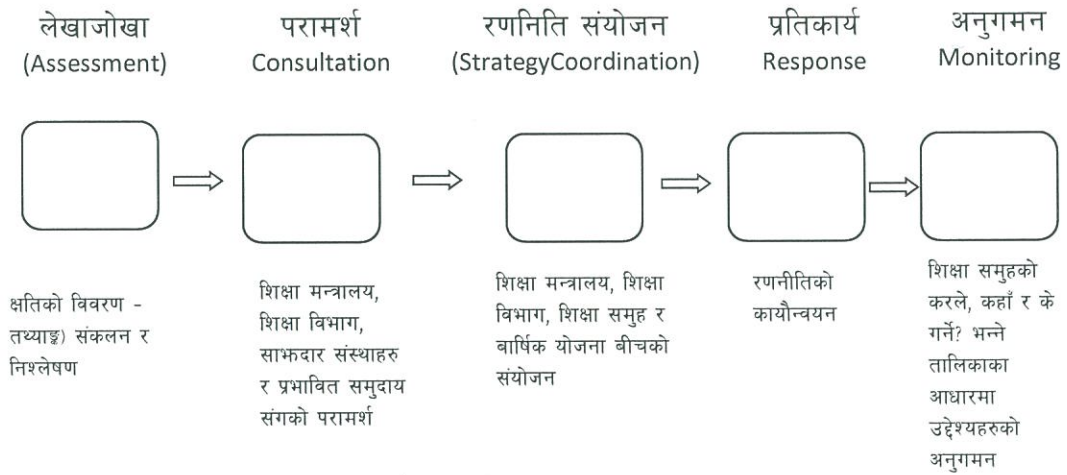 लेखाजोखा
(Assessment)
परामर्श
Consultation
रणनिति संयोजन
(StrategyCoordination)
प्रतिकार्य
Response
अनुगमन
Monitoring
क्षतिको विवरण -
तथ्याङ्क) संकलन र
निश्लेषण
शिक्षा मन्त्रालय,
शिक्षा विभाग,
साझदार संस्थाहरु
र प्रभावित समुदाय
संगको परामर्श
शिक्षा मन्त्रालय, शिक्षा
विभाग, शिक्षा समुह र
बार्षिक योजना बीचको
संयोजन
रणनीतिको
कार्यान्वयन
शिक्षा समुहको
करले, कहाँ र के
गर्ने? भन्ने
तालिकाका
आधारमा
उद्देश्यहरुको
अनुगमन